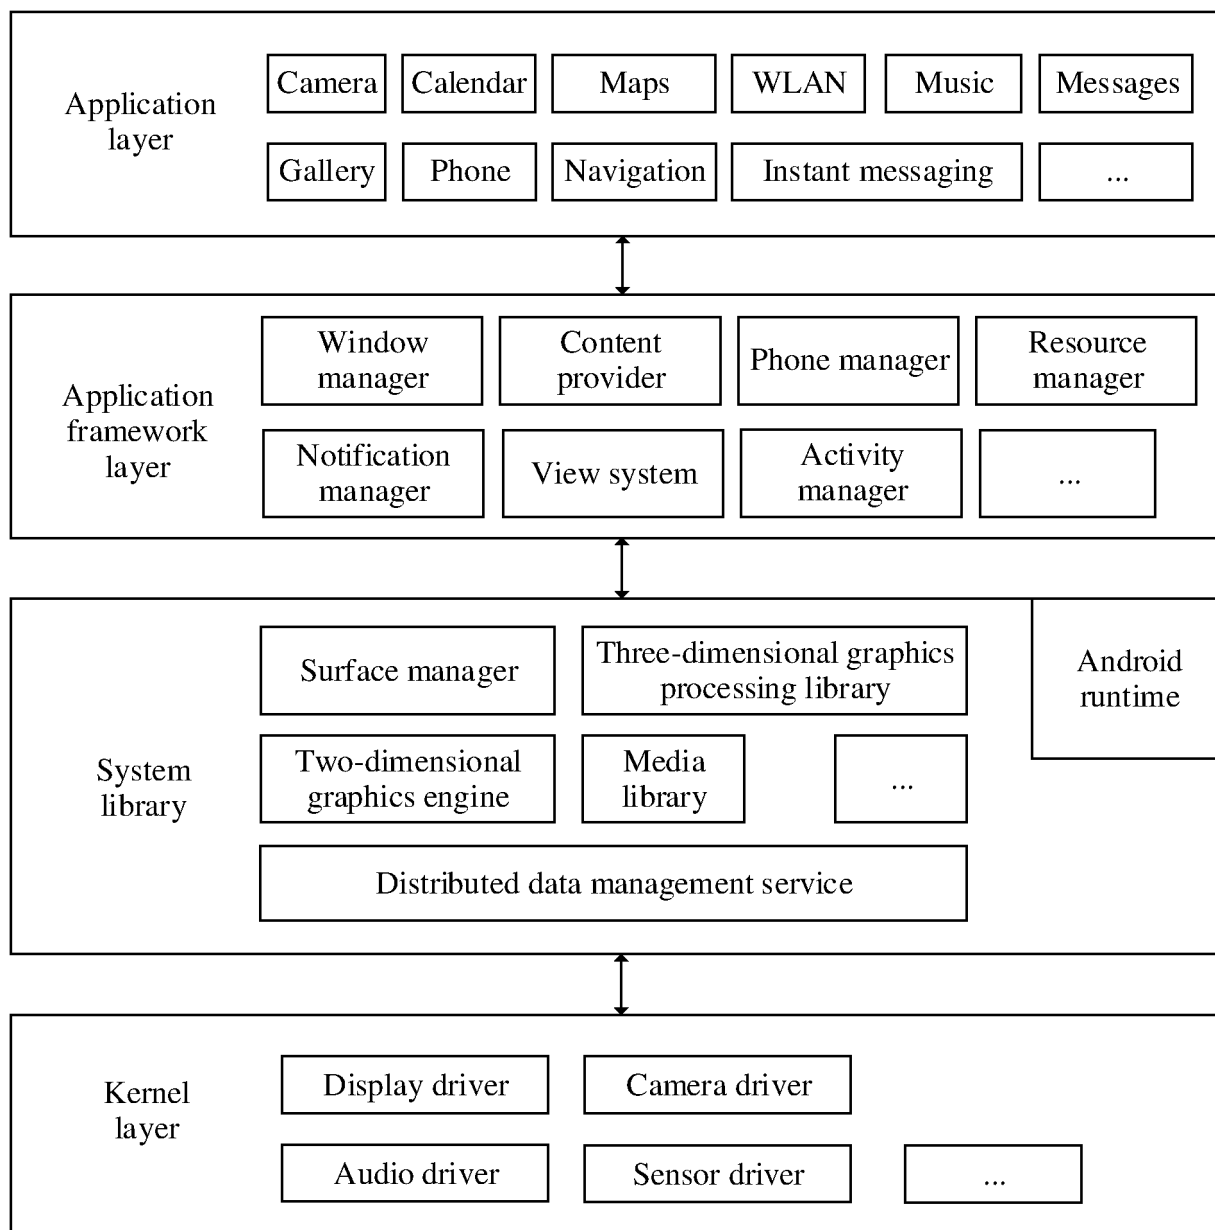 Application
layer
Camera
Calendar
Maps
WLAN
Music
Messages
Gallery
Phone
Navigation
Instant messaging
...
Application
framework
layer
Window
manager
Content
provider
Phone manager
Resource
manager
Notification
manager
View system
Activity
manager
...
System
library
Surface manager
Three-dimensional graphics
processing library
Android
runtime
Two-dimensional
graphics engine
Media
library
...
Distributed data management service
Kernel
layer
Display driver
Camera driver
Audio driver
Sensor driver
...